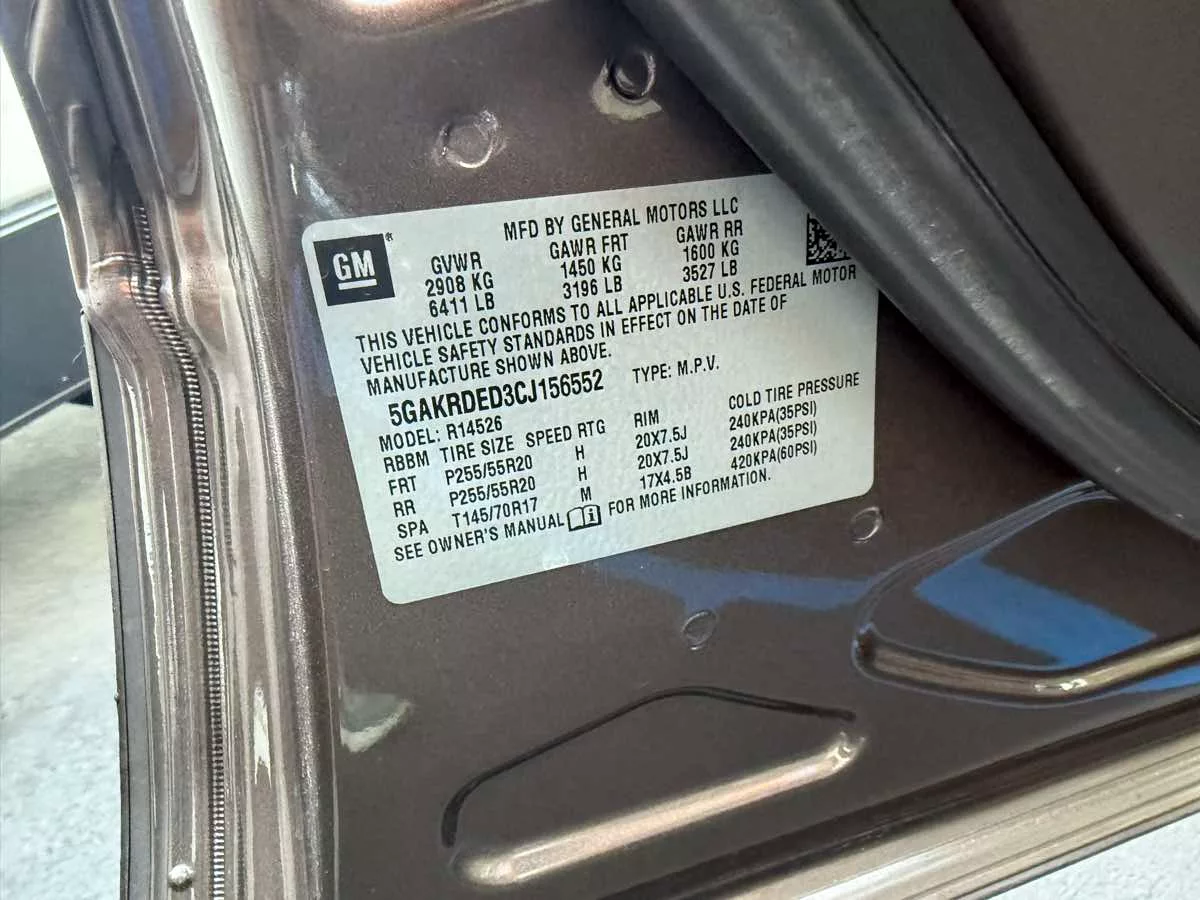 GM
MFD BY GENERAL MOTORS LLC
GVWR GAWR FRT GAWR RR
2908 KG 1450 KG 1600 KG
6411 LB 3196 LB 3527 LB
THIS VEHICLE CONFORMS TO ALL APPLICABLE U.S. FEDERAL MOTOR
VEHICLE SAFETY STANDARDS IN EFFECT ON THE DATE OF
MANUFACTURE SHOWN ABOVE.
5GAKRDED3CJ156552 TYPE: M.P.V.
MODEL: R14526
RBBM TIRE SIZE SPEED RTG RIM COLD TIRE PRESSURE
FRT P255/55R20 H 20X7.5J 240KPA(35PSI)
RR P255/55R20 H 20X7.5J 240KPA(35PSI)
SPA T145/70R17 M 17X4.5B 420KPA(60PSI)
SEE OWNER'S MANUAL FOR MORE INFORMATION.